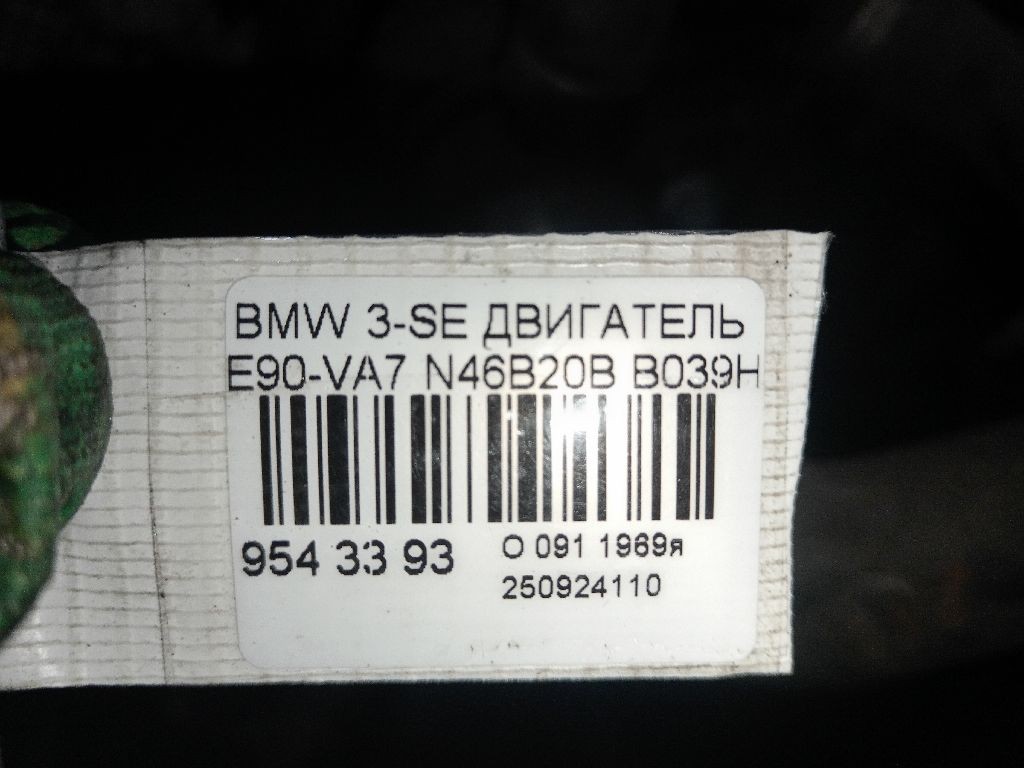 BMW 3-SE ДВИГАТЕЛЬ
E90-VA7 N46B20B B039H
954 33 93
O 091 1969я
250924110